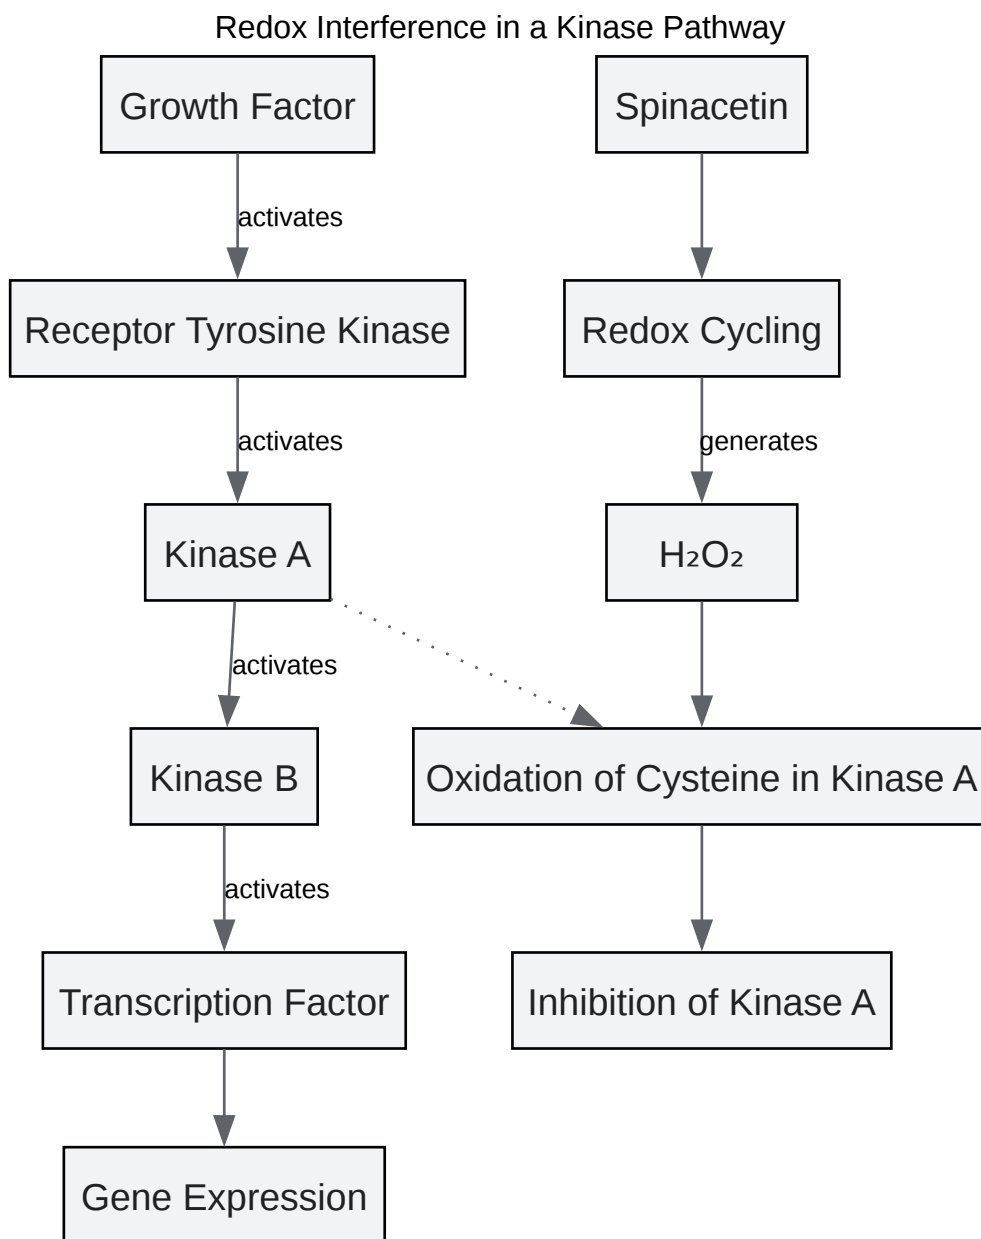 Redox Interference in a Kinase Pathway
Growth Factor
Spinacetin
activates
Receptor Tyrosine Kinase
Redox Cycling
activates
generates
Kinase A
H₂O₂
activates
Kinase B
Oxidation of Cysteine in Kinase A
activates
Transcription Factor
Inhibition of Kinase A
Gene Expression